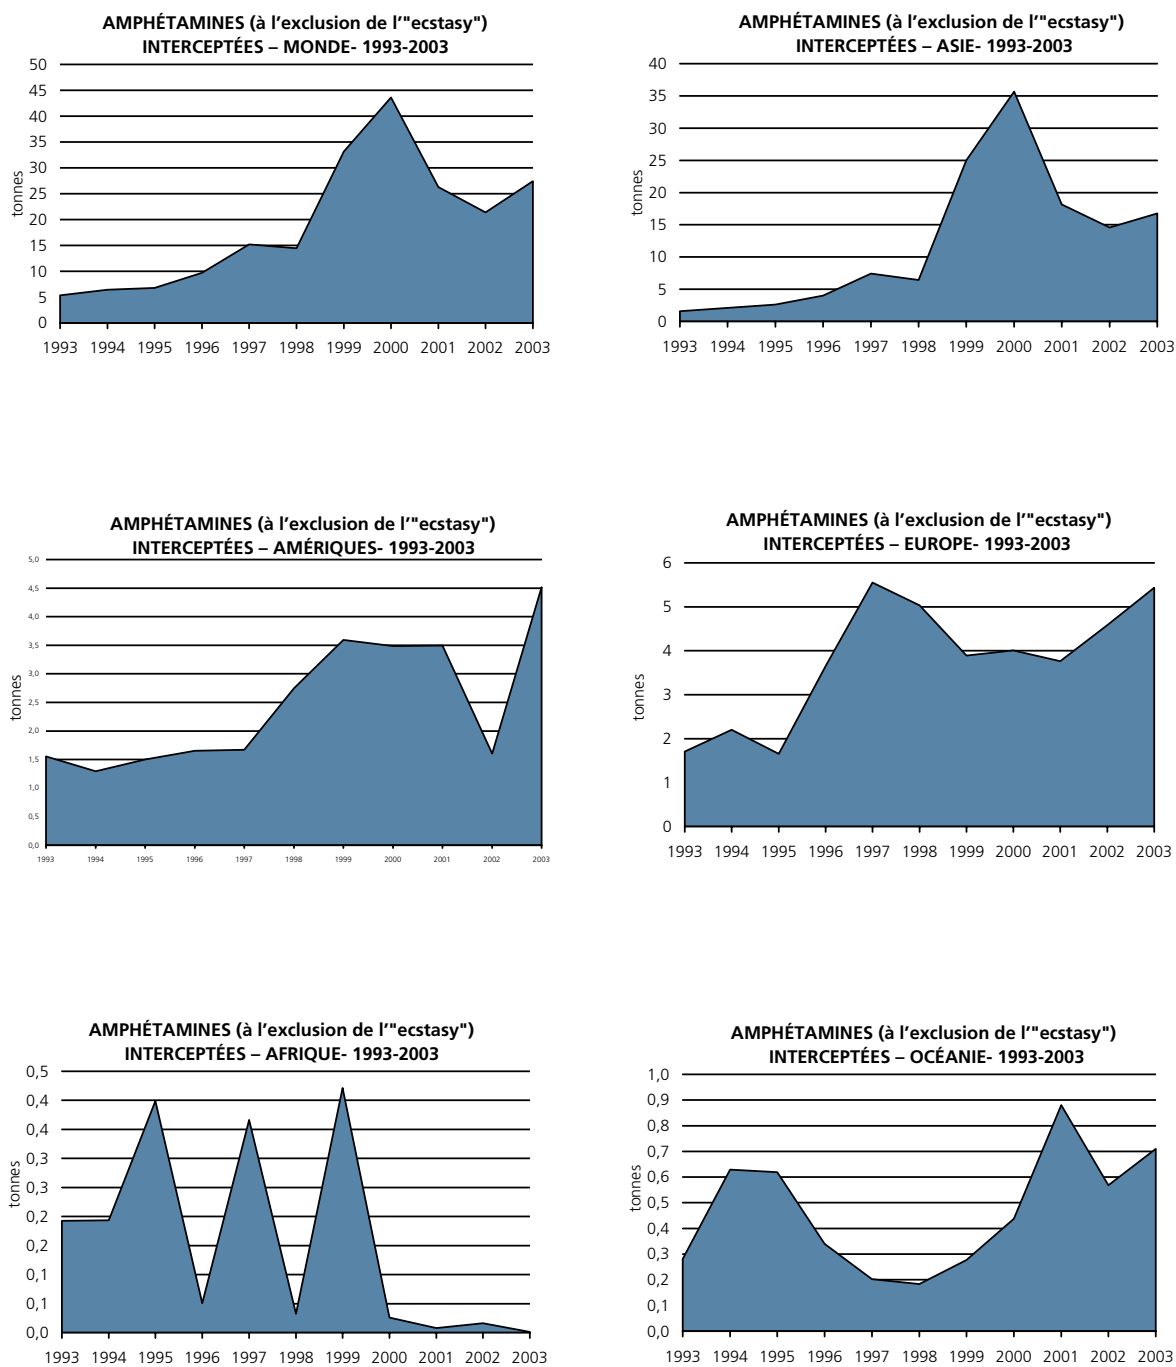 AMPHÉTAMINES (à l’exclusion de l’"ecstasy")
INTERCEPTÉES – MONDE- 1993-2003
50
45
40
35
30
25
20
15
10
5
0
tonnes
1993 1994 1995 1996 1997 1998 1999 2000 2001 2002 2003
AMPHÉTAMINES (à l’exclusion de l’"ecstasy")
INTERCEPTÉES – ASIE- 1993-2003
40
35
30
25
20
15
10
5
0
tonnes
1993 1994 1995 1996 1997 1998 1999 2000 2001 2002 2003
AMPHÉTAMINES (à l’exclusion de l’"ecstasy")
INTERCEPTÉES – AMÉRIQUES- 1993-2003
5,0
4,5
4,0
3,5
3,0
2,5
2,0
1,5
1,0
0,5
0,0
tonnes
1993 1994 1995 1996 1997 1998 1999 2000 2001 2002 2003
AMPHÉTAMINES (à l’exclusion de l’"ecstasy")
INTERCEPTÉES – EUROPE- 1993-2003
6
5
4
3
2
1
0
tonnes
1993 1994 1995 1996 1997 1998 1999 2000 2001 2002 2003
AMPHÉTAMINES (à l’exclusion de l’"ecstasy")
INTERCEPTÉES – AFRIQUE- 1993-2003
0,5
0,4
0,4
0,3
0,3
0,2
0,2
0,1
0,1
0,0
tonnes
1993 1994 1995 1996 1997 1998 1999 2000 2001 2002 2003
AMPHÉTAMINES (à l’exclusion de l’"ecstasy")
INTERCEPTÉES – OCÉANIE- 1993-2003
1,0
0,9
0,8
0,7
0,6
0,5
0,4
0,3
0,2
0,1
0,0
tonnes
1993 1994 1995 1996 1997 1998 1999 2000 2001 2002 2003